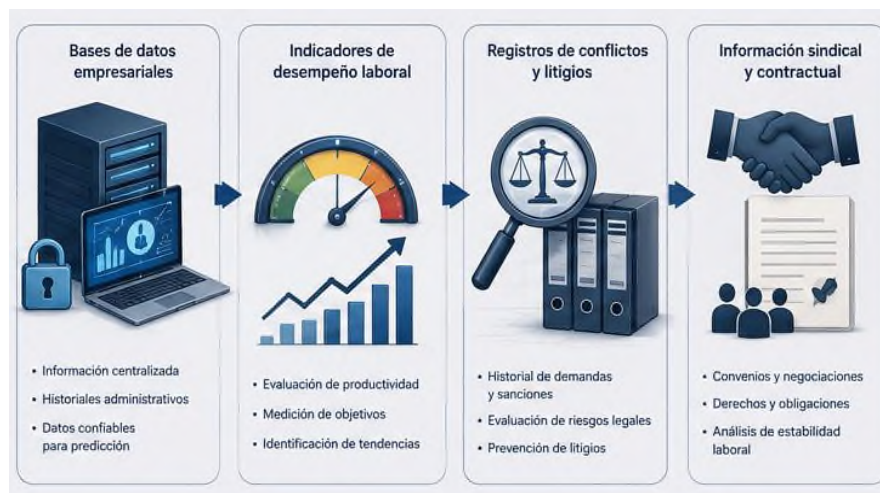 Bases de datos
empresariales
• Información centralizada
• Historiales administrativos
• Datos confiables
para predicción
Indicadores de
desempeño laboral
• Evaluación de productividad
• Medición de objetivos
• Identificación de tendencias
Registros de conflictos
y litigios
• Historial de demandas
y sanciones
• Evaluación de riesgos legales
• Prevención de litigios
Información sindical
y contractual
• Convenios y negociaciones
• Derechos y obligaciones
• Análisis de estabilidad
laboral